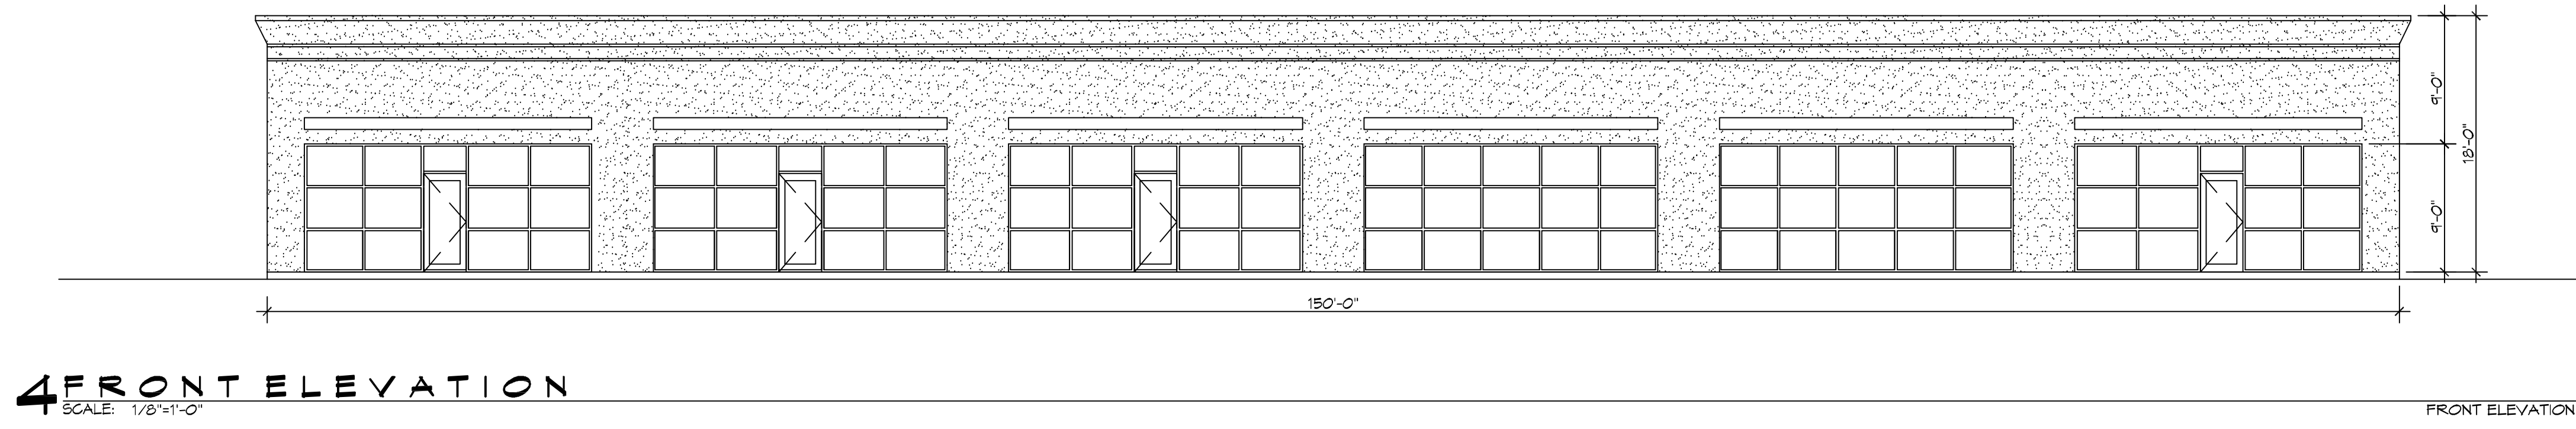 9'-0"
18'-0"
9'-0"
150'-0"
4 FRONT ELEVATION
SCALE: 1/8"=1'-0"
FRONT ELEVATION